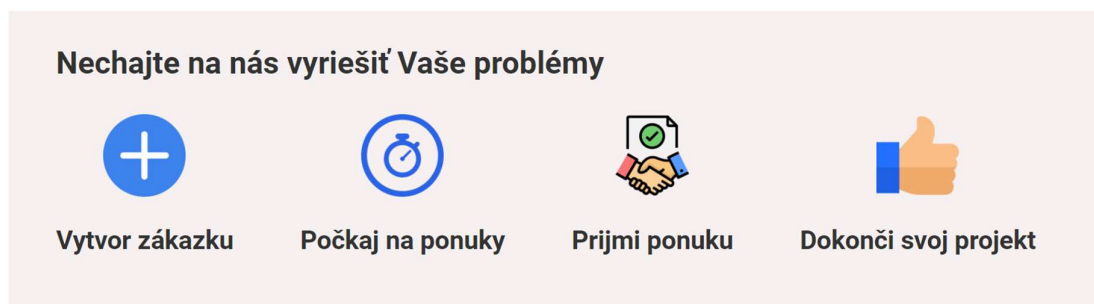 Nechajte na nás vyriešiť Vaše problémy
Vytvor zákazku
Počkaj na ponuky
Prijmi ponuku
Dokonči svoj projekt